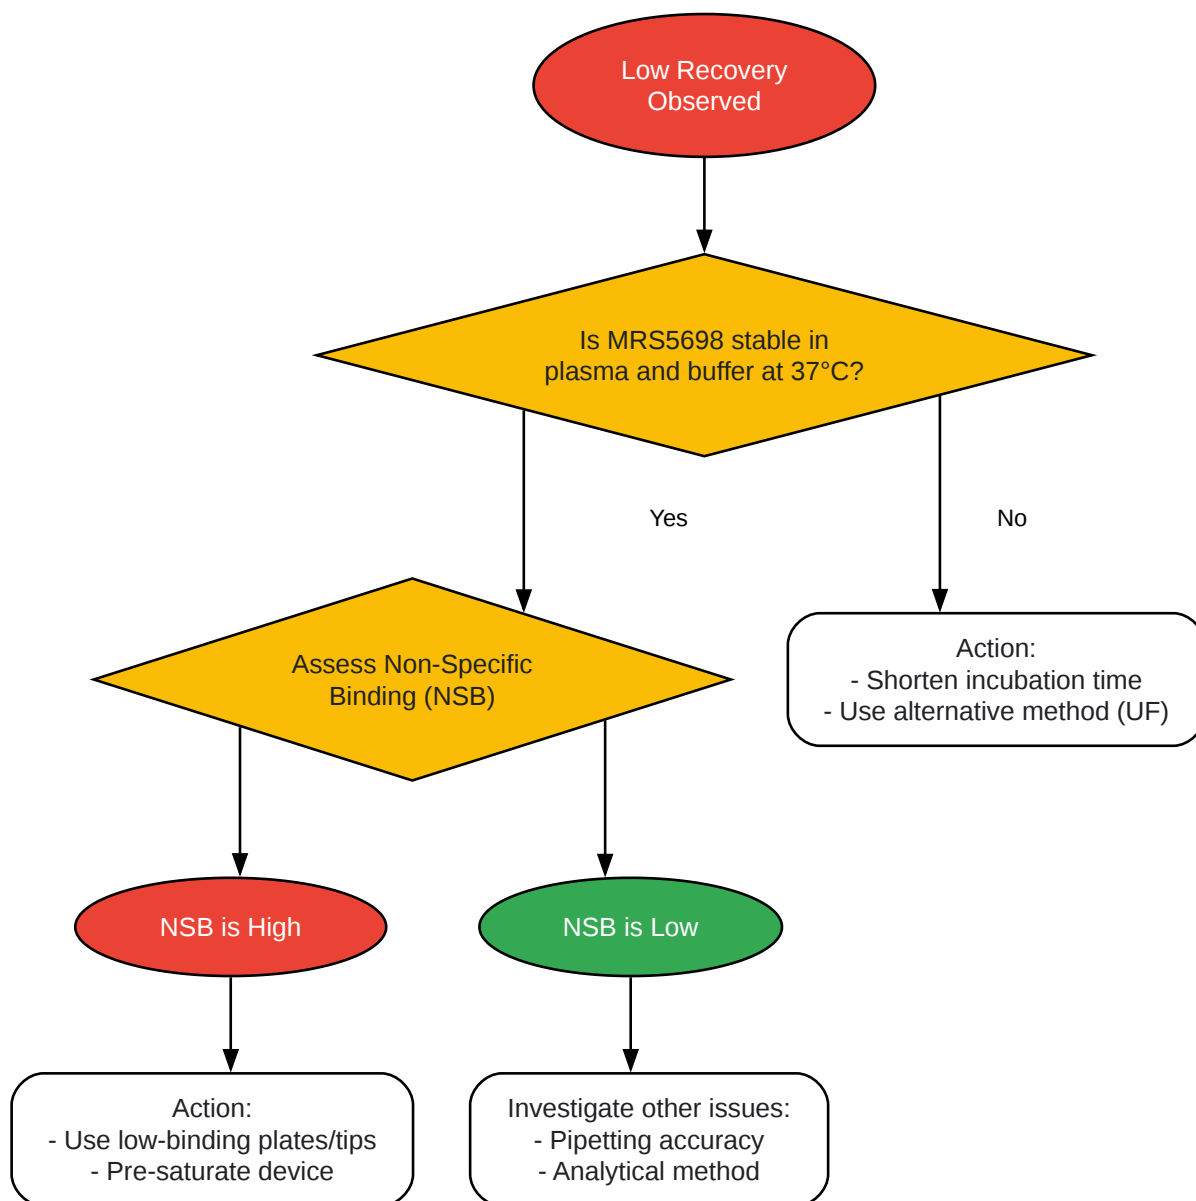 Low Recovery
Observed
Is MRS5698 stable in
plasma and buffer at 37°C?
Yes
No
Assess Non-Specific
Binding (NSB)
Action:
- Shorten incubation time
- Use alternative method (UF)
NSB is High
NSB is Low
Action:
- Use low-binding plates/tips
- Pre-saturate device
Investigate other issues:
- Pipetting accuracy
- Analytical method